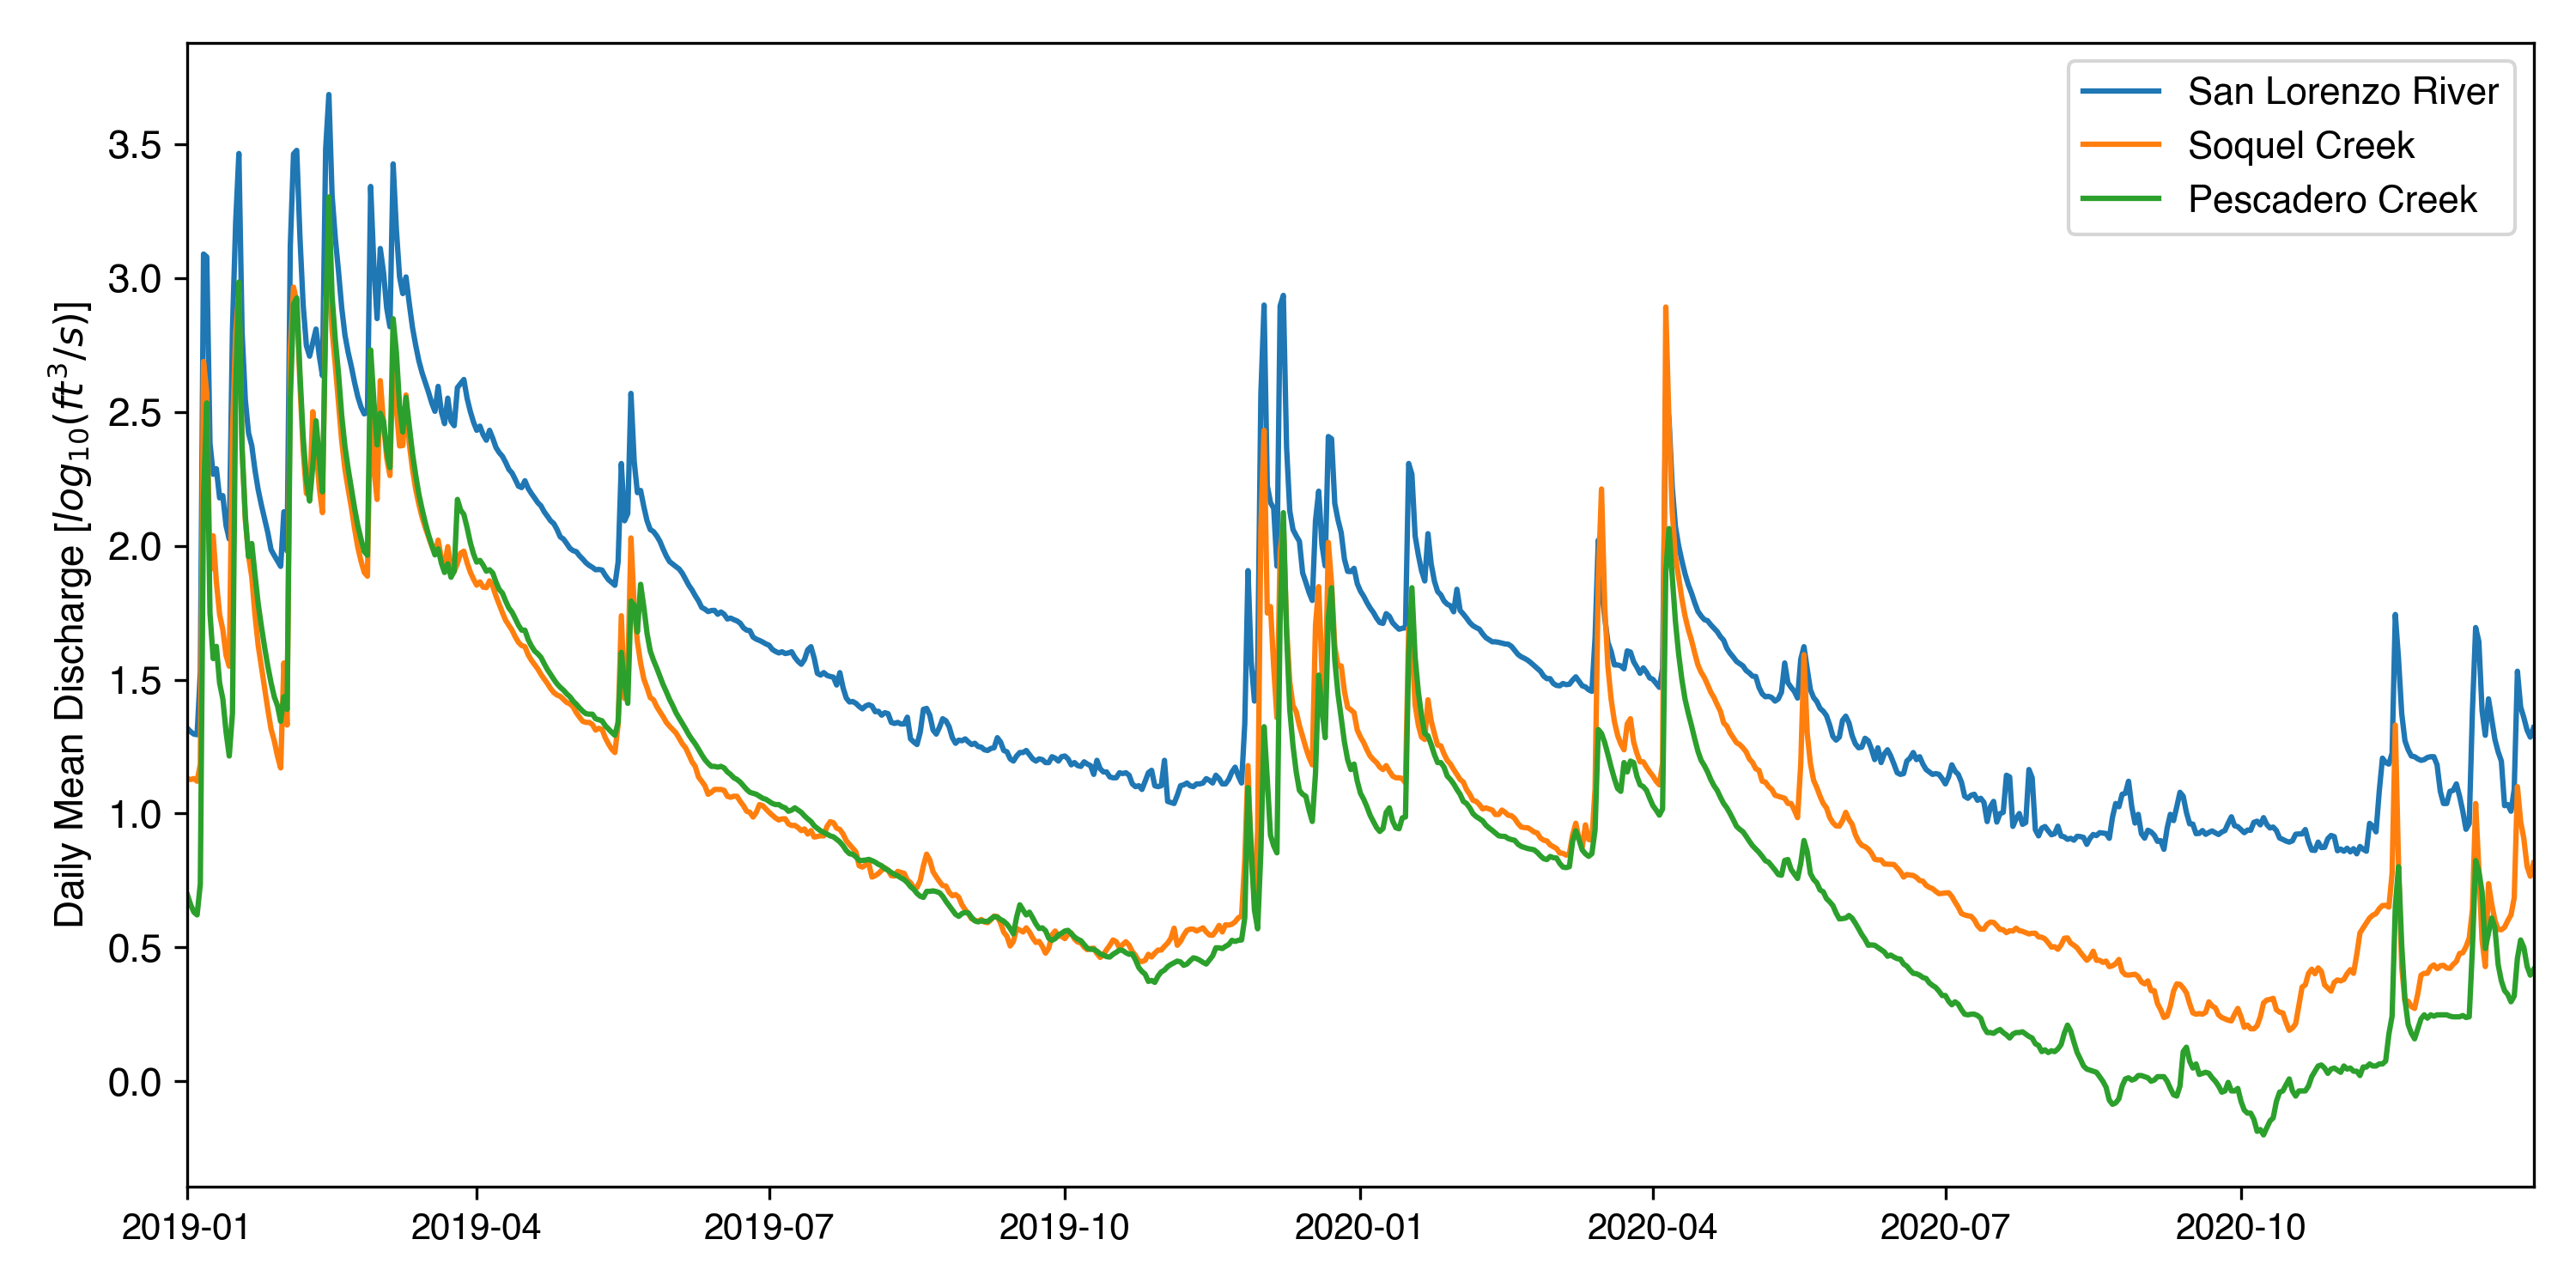 San Lorenzo River
Soquel Creek
Pescadero Creek
Daily Mean Discharge [log₁₀(ft³/s)]
3.5
3.0
2.5
2.0
1.5
1.0
0.5
0.0
2019-01 2019-04 2019-07 2019-10 2020-01 2020-04 2020-07 2020-10